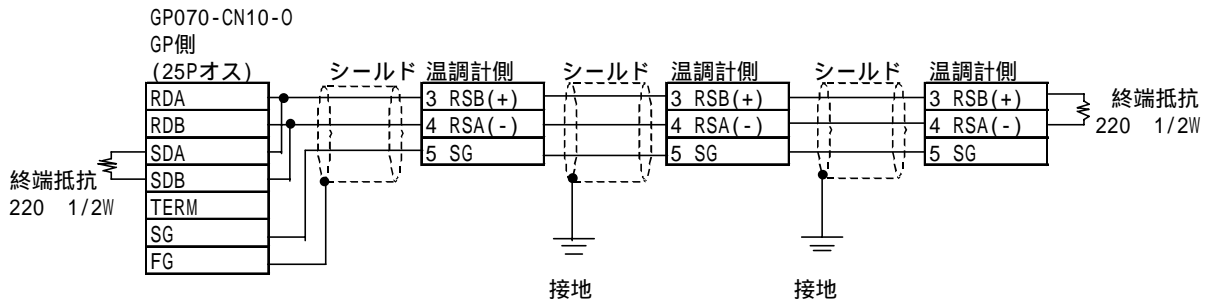 GP070-CN10-O
GP側
(25Pオス)
RDA
RDB
SDA
SDB
TERM
SG
FG
終端抵抗
220 1/2W
シールド
温調計側
3 RSB(+)
4 RSA(-)
5 SG
シールド
接地
温調計側
3 RSB(+)
4 RSA(-)
5 SG
シールド
接地
温調計側
3 RSB(+)
4 RSA(-)
5 SG
終端抵抗
220 1/2W